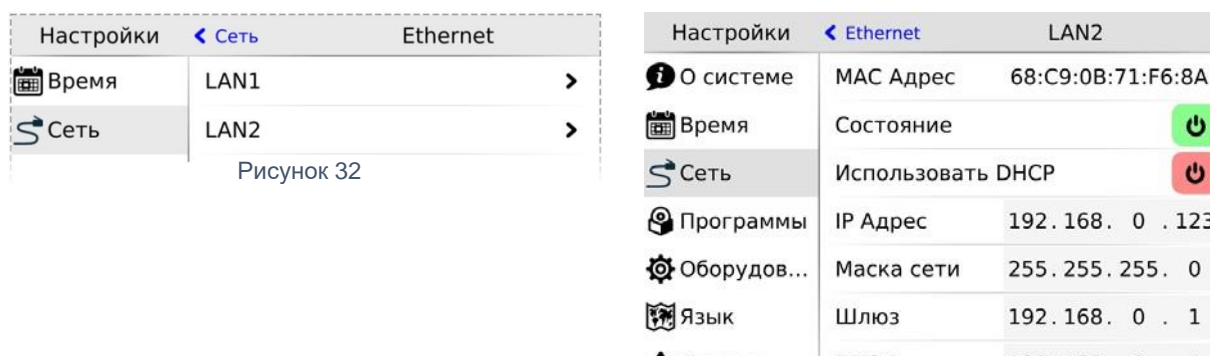 Настройки Сеть Ethernet
Время LAN1
Сеть LAN2
Рисунок 32
Настройки Ethernet LAN2
О системе MAC Адрес 68:C9:0B:71:F6:8A
Время Состояние
Сеть Использовать DHCP
Программы IP Адрес 192.168. 0 .123
Оборудов... Маска сети 255.255.255. 0
Язык Шлюз 192.168. 0 . 1